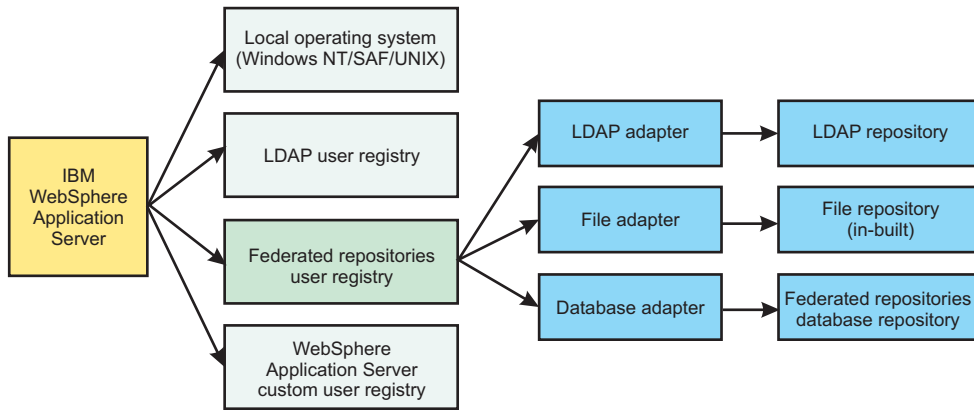 IBM
WebSphere
Application
Server
Local operating system
(Windows NT/SAF/UNIX)
LDAP user registry
Federated repositories
user registry
WebSphere
Application Server
custom user registry
LDAP adapter
File adapter
Database adapter
LDAP repository
File repository
(in-built)
Federated repositories
database repository